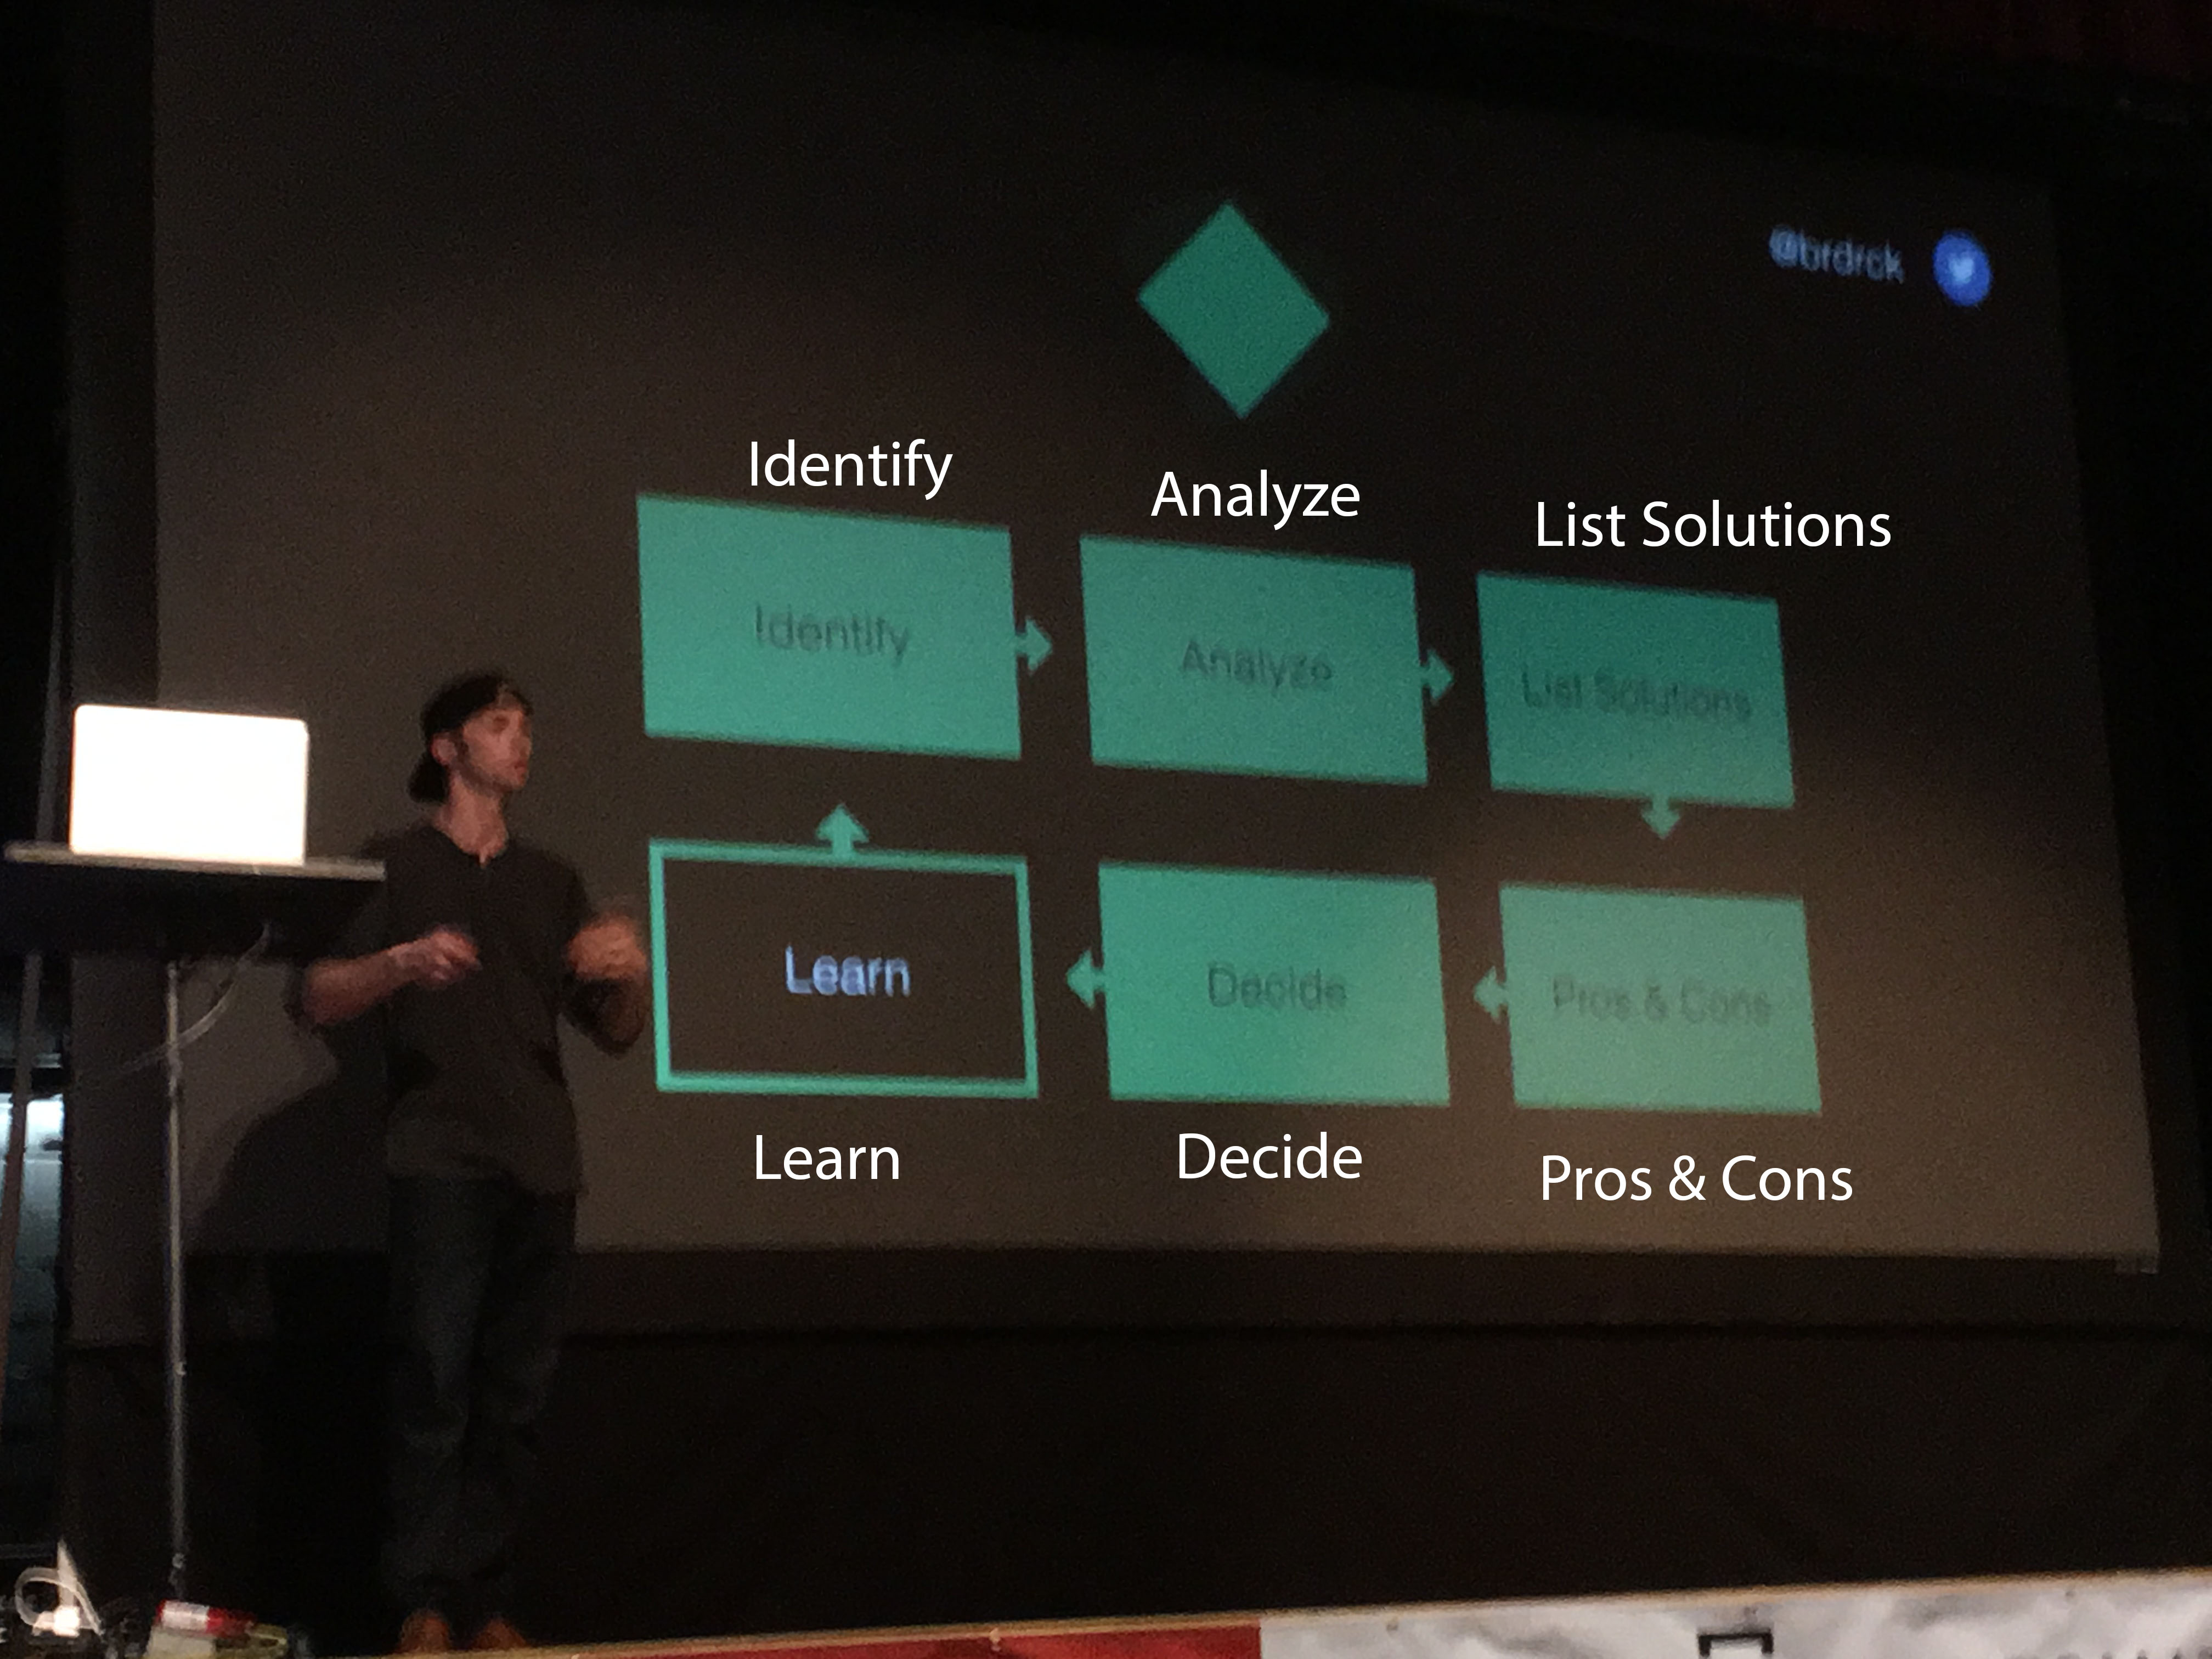 @brdrck
Identify
Analyze
List Solutions
Identify
Analyze
List Solutions
Learn
Decide
Pros & Cons
Learn
Decide
Pros & Cons